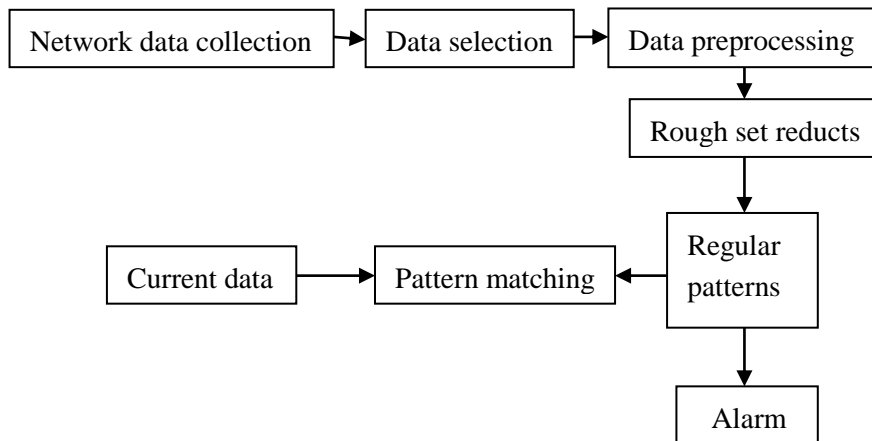 Network data collection
Data selection
Data preprocessing
Rough set reducts
Regular
patterns
Current data
Pattern matching
Alarm